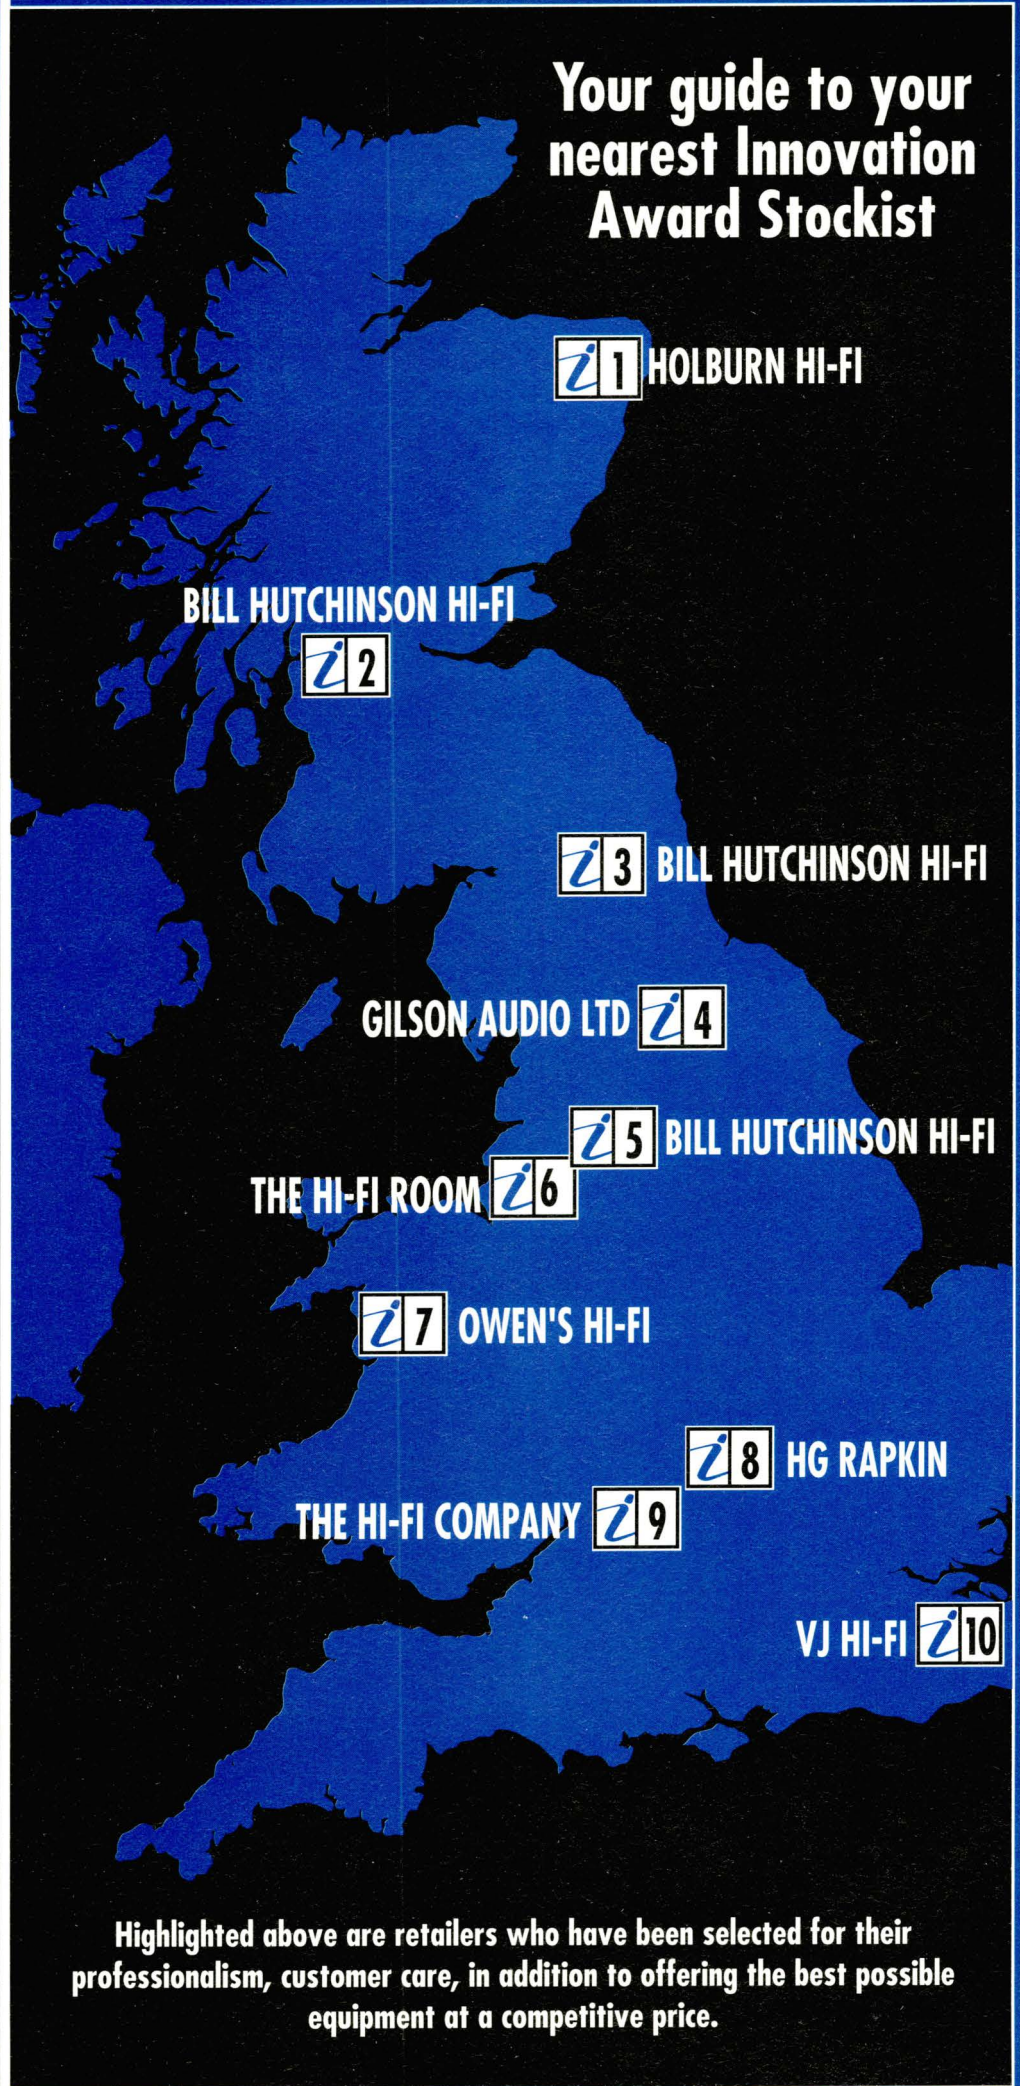 Your guide to your
nearest Innovation
Award Stockist
i 1 HOLBURN HI-FI
BILL HUTCHINSON HI-FI
i 2
i 3 BILL HUTCHINSON HI-FI
GILSON AUDIO LTD i 4
i 5 BILL HUTCHINSON HI-FI
THE HI-FI ROOM i 6
i 7 OWEN'S HI-FI
i 8 HG RAPKIN
THE HI-FI COMPANY i 9
VJ HI-FI i 10
Highlighted above are retailers who have been selected for their
professionalism, customer care, in addition to offering the best possible
equipment at a competitive price.